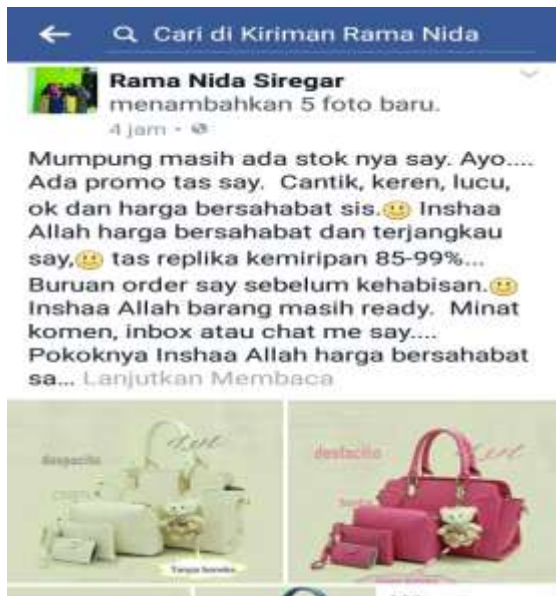 Cari di Kiriman Rama Nida
Rama Nida Siregar
menambahkan 5 foto baru.
4 jam
Mumpung masih ada stok nya say. Ayo....
Ada promo tas say. Cantik, keren, lucu,
ok dan harga bersahabat sis. Inshaa
Allah harga bersahabat dan terjangkau
say, tas replika kemiripan 85-99%...
Buruan order say sebelum kehabisan.
Inshaa Allah barang masih ready. Minat
komen, inbox atau chat me say....
Pokoknya Inshaa Allah harga bersahabat
sa... Lanjutkan Membaca
Tanpa boneka